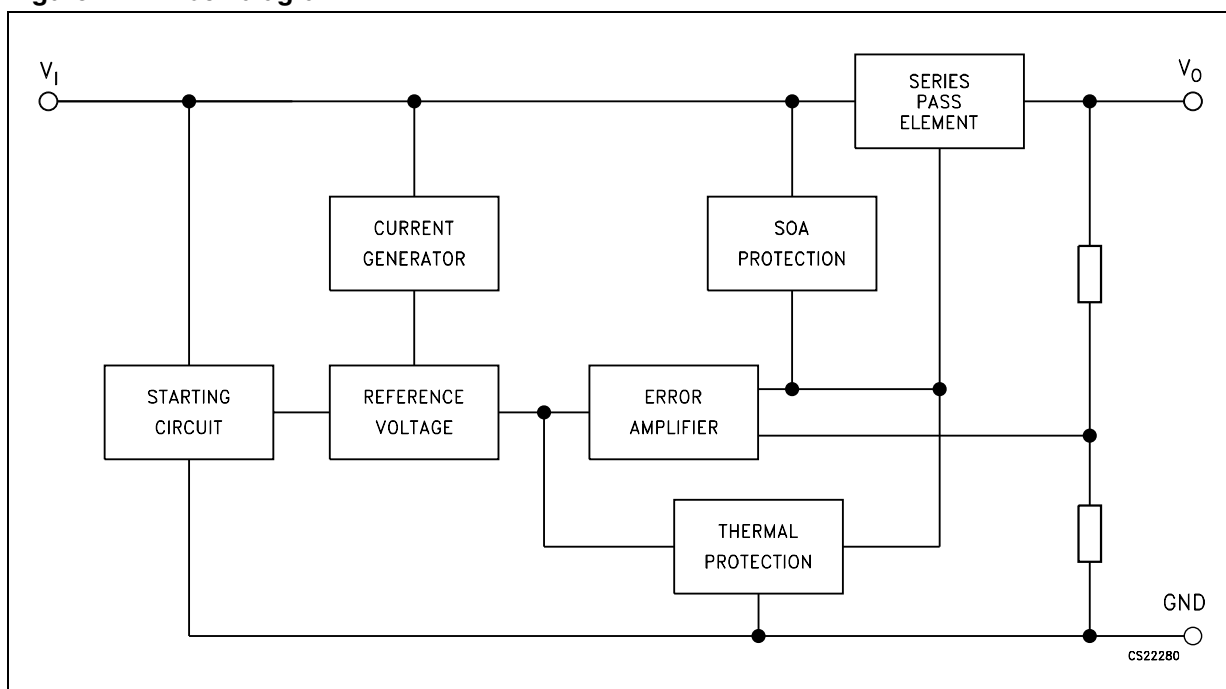 V_I
V_O
SERIES
PASS
ELEMENT
CURRENT
GENERATOR
SOA
PROTECTION
STARTING
CIRCUIT
REFERENCE
VOLTAGE
ERROR
AMPLIFIER
THERMAL
PROTECTION
GND
CS22280